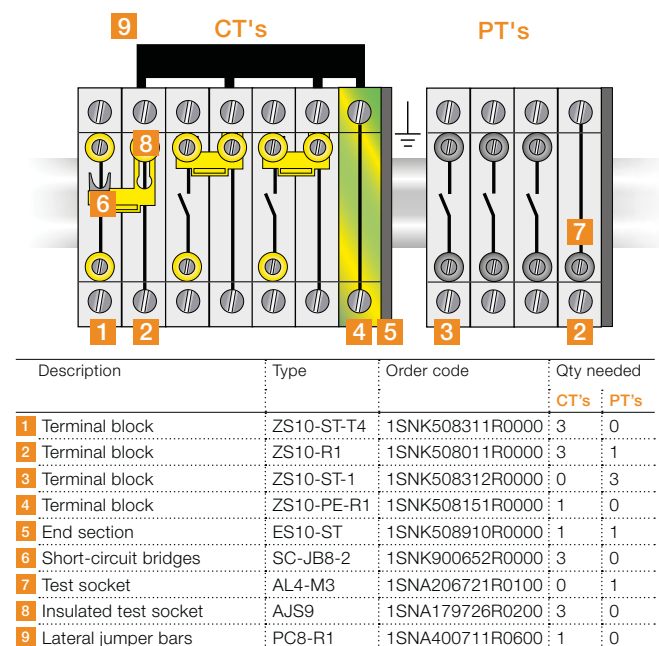 9 CT's PT's
8
6
7
1 2 4 5 3 2
Description Type Order code Qty needed
CT's PT's
1 Terminal block ZS10-ST-T4 1SNK508311R0000 3 0
2 Terminal block ZS10-R1 1SNK508011R0000 3 1
3 Terminal block ZS10-ST-1 1SNK508312R0000 0 3
4 Terminal block ZS10-PE-R1 1SNK508151R0000 1 0
5 End section ES10-ST 1SNK508910R0000 1 1
6 Short-circuit bridges SC-JB8-2 1SNK900652R0000 3 0
7 Test socket AL4-M3 1SNA206721R0100 0 1
8 Insulated test socket AJS9 1SNA179726R0200 3 0
9 Lateral jumper bars PC8-R1 1SNA400711R0600 1 0